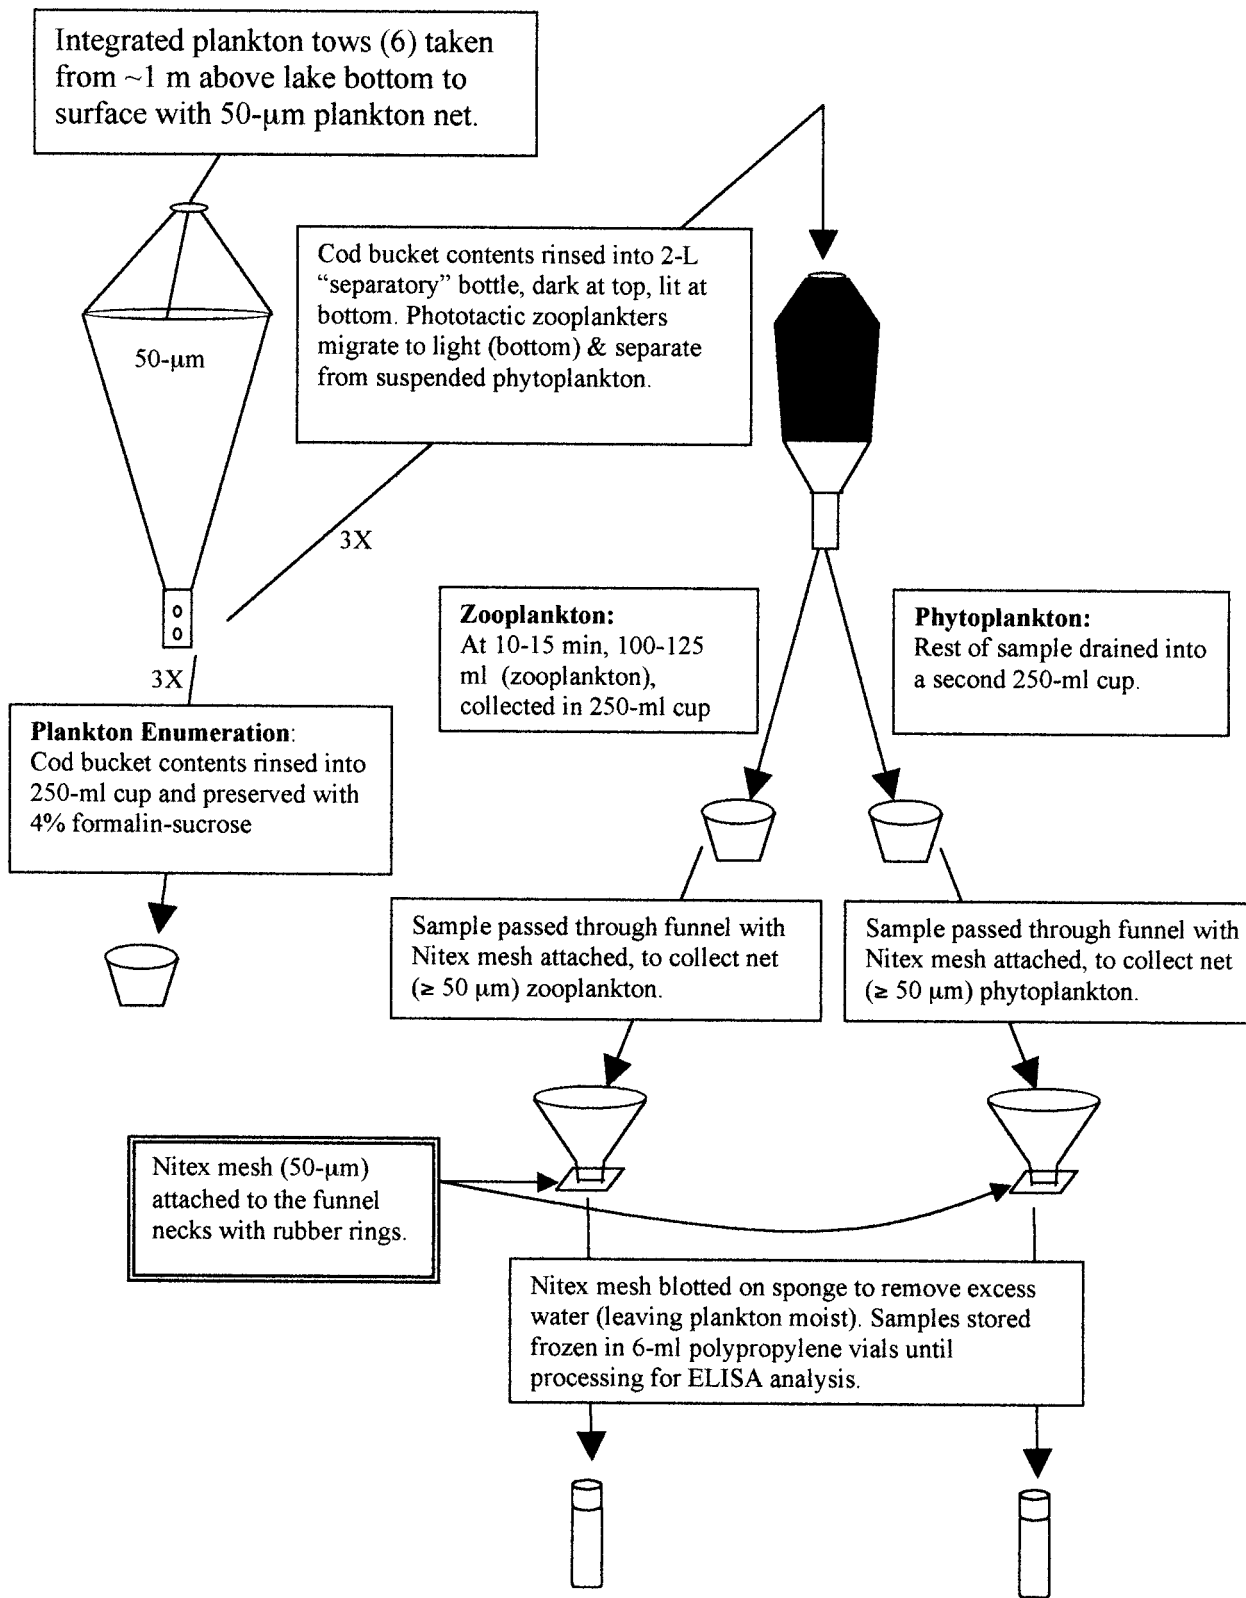 Integrated plankton tows (6) taken
from ~1 m above lake bottom to
surface with 50-μm plankton net.
Cod bucket contents rinsed into 2-L
“separatory” bottle, dark at top, lit at
bottom. Phototactic zooplankters
migrate to light (bottom) & separate
from suspended phytoplankton.
50-μm
3X
3X
Plankton Enumeration:
Cod bucket contents rinsed into
250-ml cup and preserved with
4% formalin-sucrose
Zooplankton:
At 10-15 min, 100-125
ml (zooplankton),
collected in 250-ml cup
Phytoplankton:
Rest of sample drained into
a second 250-ml cup.
Sample passed through funnel with
Nitex mesh attached, to collect net
(≥ 50 μm) zooplankton.
Sample passed through funnel with
Nitex mesh attached, to collect net
(≥ 50 μm) phytoplankton.
Nitex mesh (50-μm)
attached to the funnel
necks with rubber rings.
Nitex mesh blotted on sponge to remove excess
water (leaving plankton moist). Samples stored
frozen in 6-ml polypropylene vials until
processing for ELISA analysis.